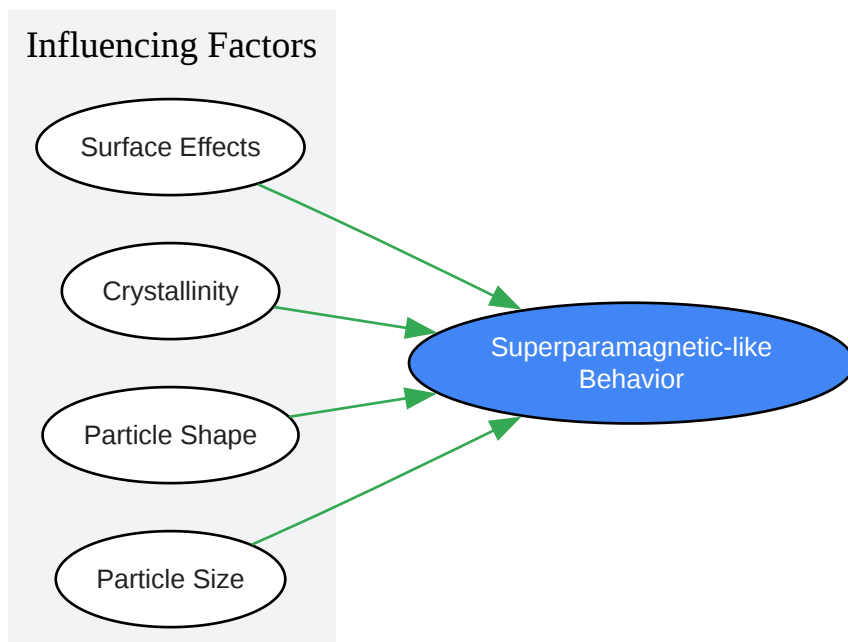 Influencing Factors
Surface Effects
Crystallinity
Particle Shape
Particle Size
Superparamagnetic-like
Behavior